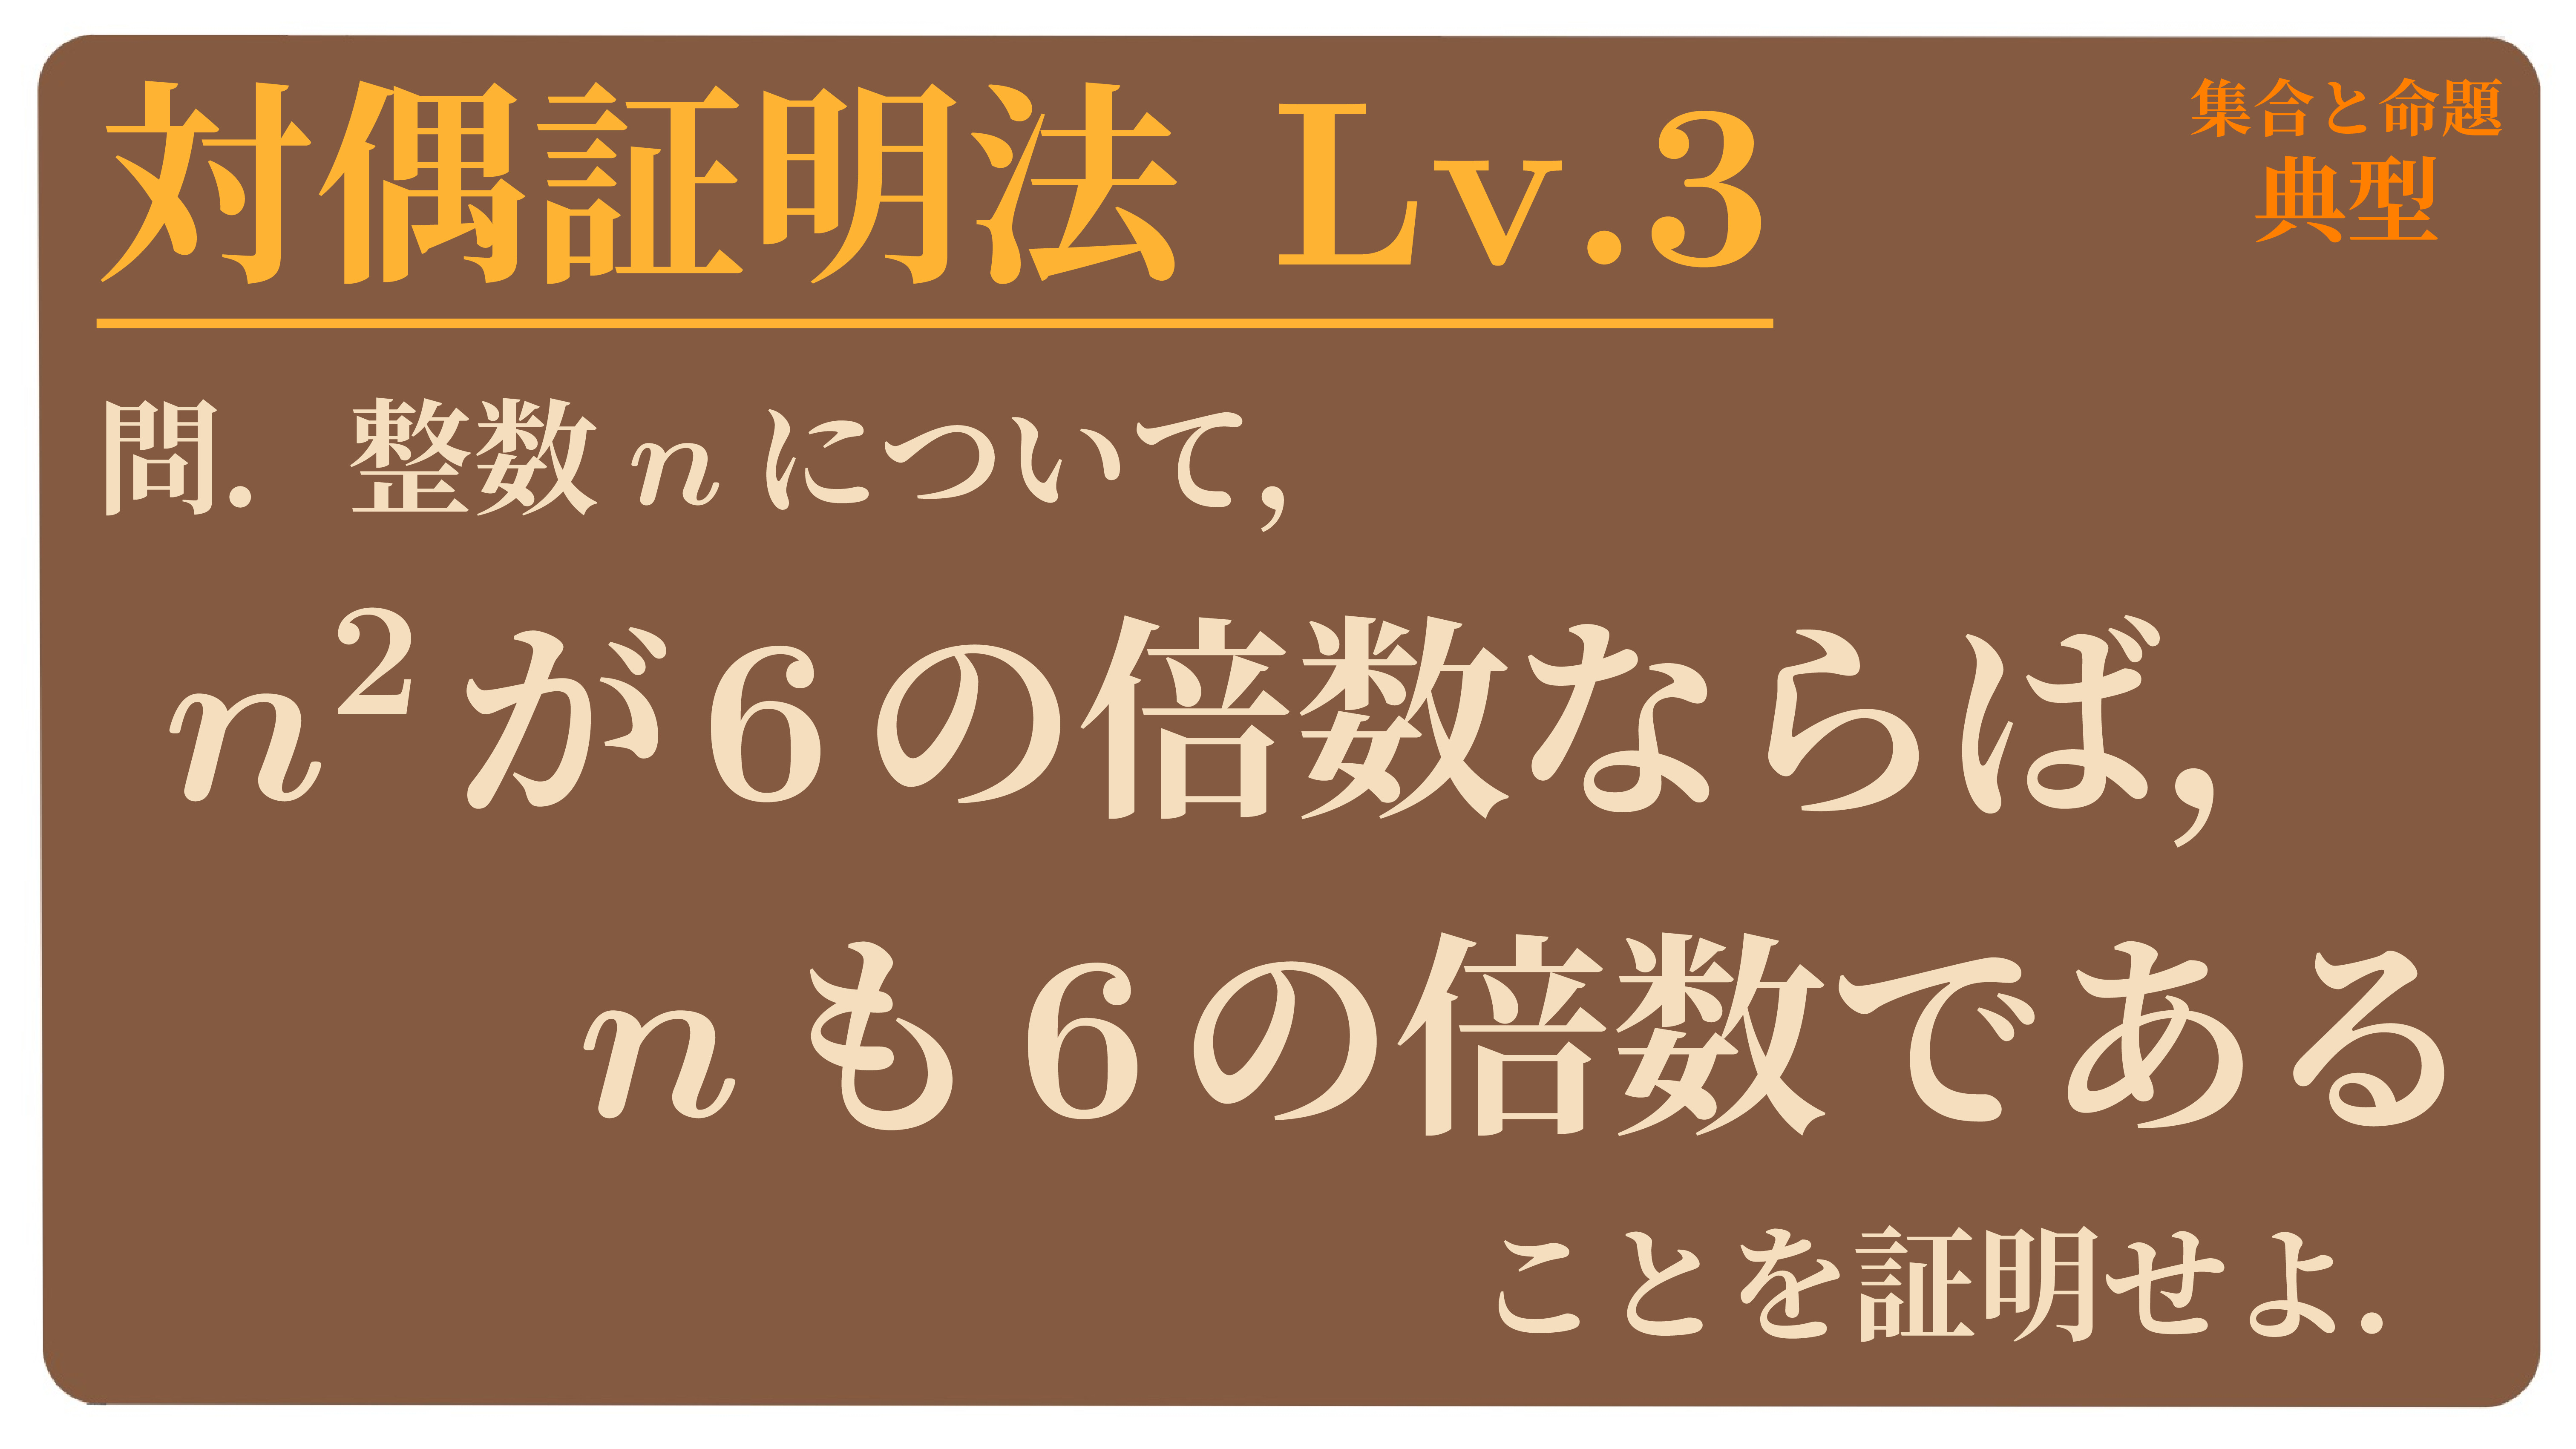 対偶証明法 Lv.3
集合と命題
典型
問. 整数 n について,
n² が 6 の倍数ならば,
n も 6 の倍数である
ことを証明せよ.